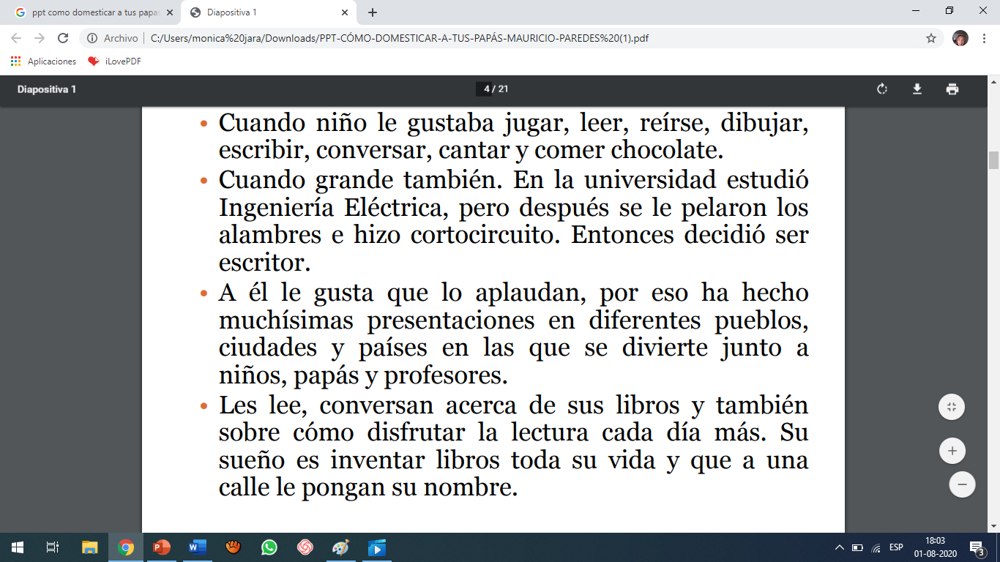 ppt como domesticar a tus papas
Diapositiva 1
Archivo
C:/Users/monica%20jara/Downloads/PPT-CÓMO-DOMESTICAR-A-TUS-PAPÁS-MAURICIO-PAREDES%20(1).pdf
Aplicaciones
iLovePDF
Diapositiva 1
4 / 21
• Cuando niño le gustaba jugar, leer, reírse, dibujar,
escribir, conversar, cantar y comer chocolate.
• Cuando grande también. En la universidad estudió
Ingeniería Eléctrica, pero después se le pelaron los
alambres e hizo cortocircuito. Entonces decidió ser
escritor.
• A él le gusta que lo aplaudan, por eso ha hecho
muchísimas presentaciones en diferentes pueblos,
ciudades y países en las que se divierte junto a
niños, papás y profesores.
• Les lee, conversan acerca de sus libros y también
sobre cómo disfrutar la lectura cada día más. Su
sueño es inventar libros toda su vida y que a una
calle le pongan su nombre.
ESP
18:03
01-08-2020
3